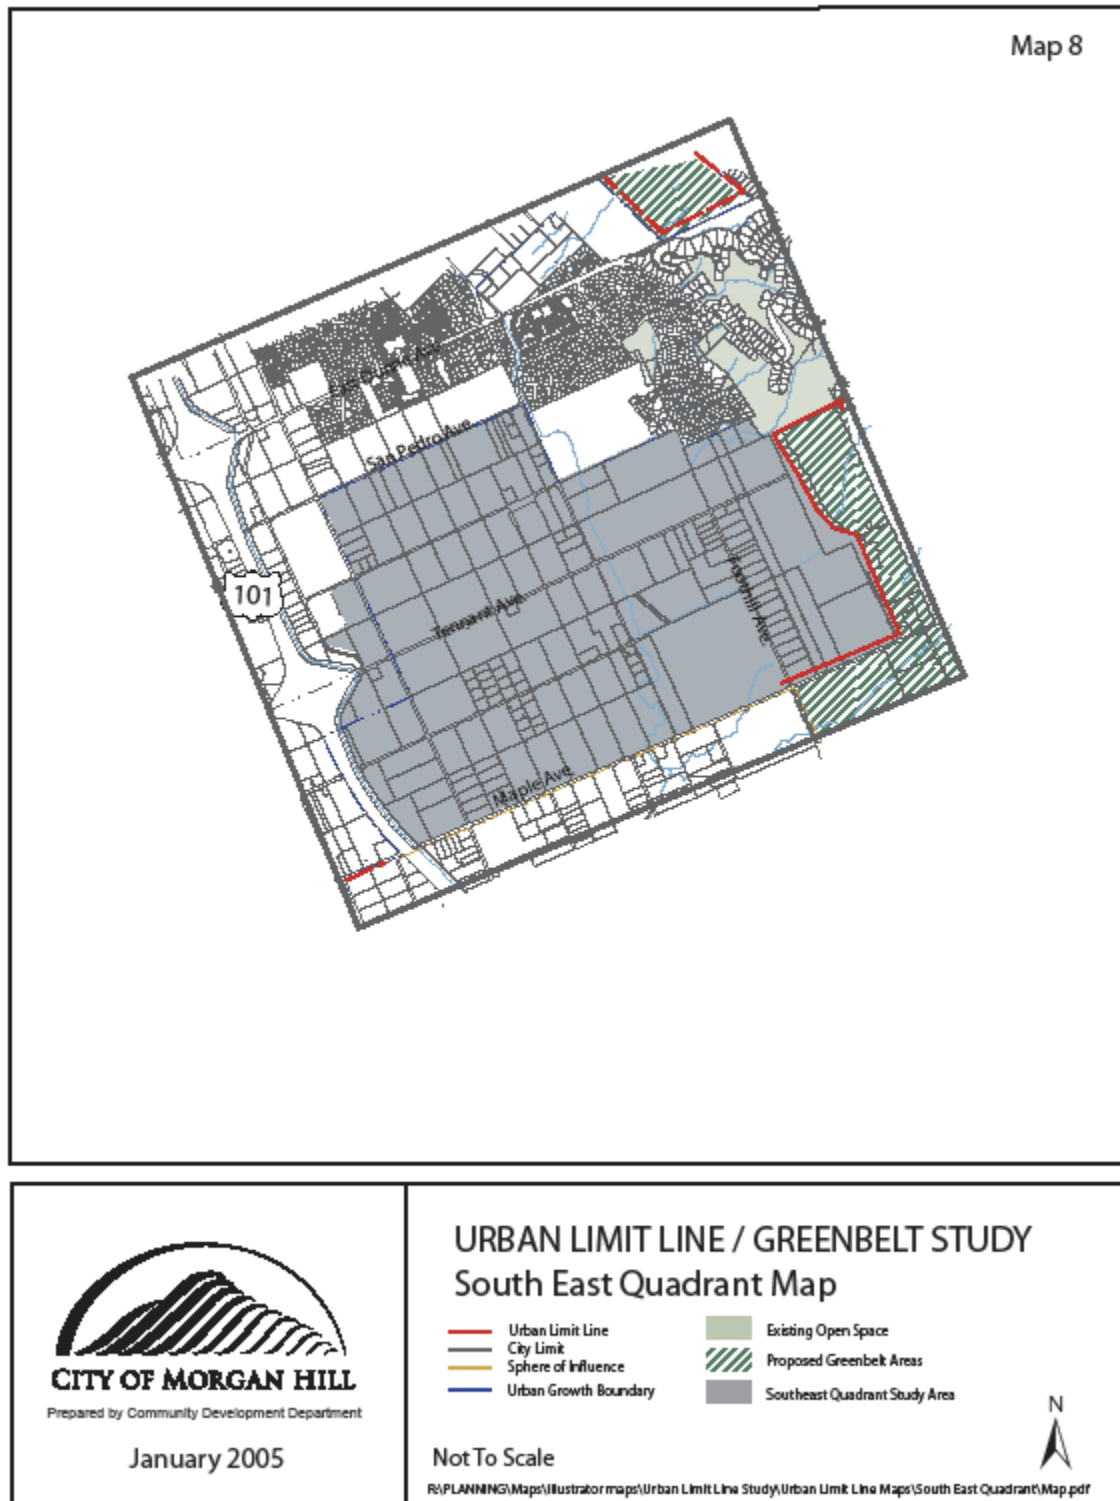 Map 8
San Pedro Ave
101
Tennant Ave
Foothill Ave
Maple Ave
CITY OF MORGAN HILL
Prepared by Community Development Department
January 2005
URBAN LIMIT LINE / GREENBELT STUDY
South East Quadrant Map
Urban Limit Line
City Limit
Sphere of Influence
Urban Growth Boundary
Existing Open Space
Proposed Greenbelt Areas
Southeast Quadrant Study Area
N
Not To Scale
R:\PLANNING\Maps\Illustrator maps\Urban Limit Line Study\Urban Limit Line Maps\South East Quadrant\Map.pdf